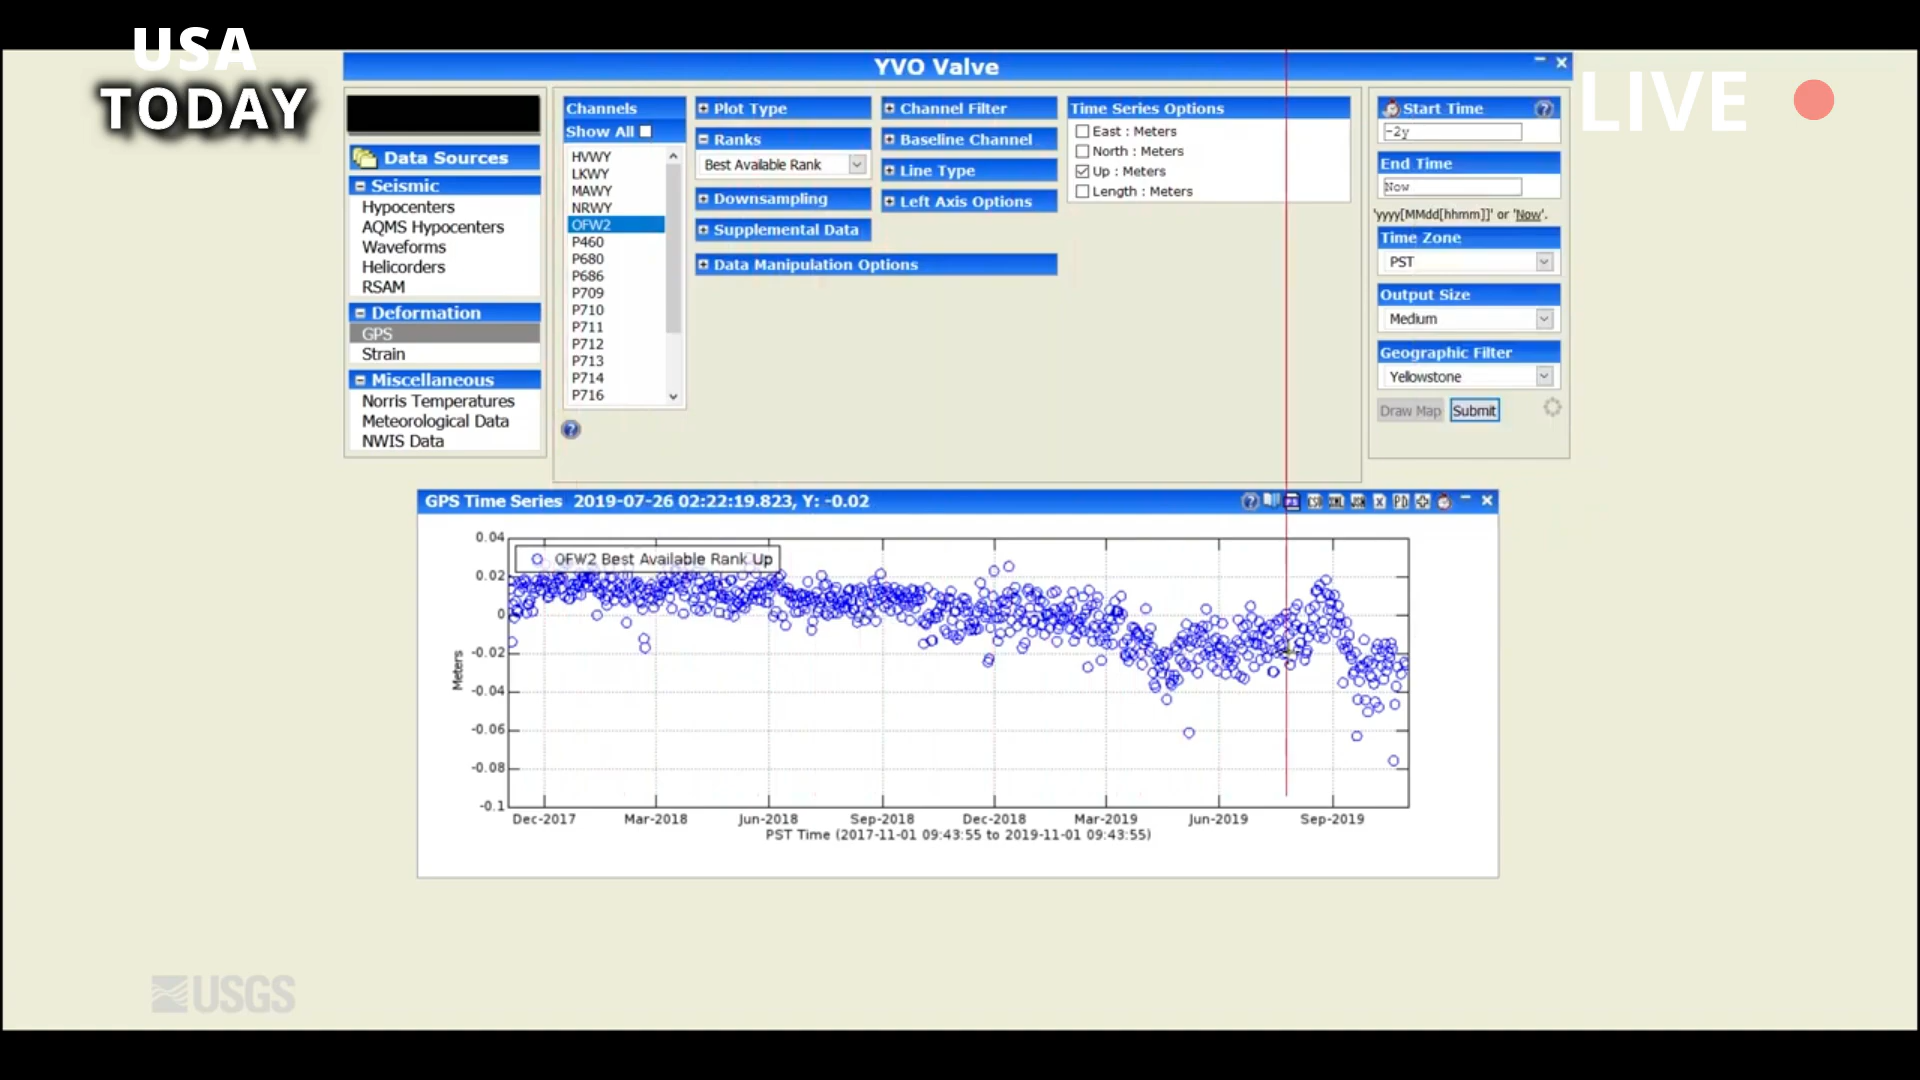 USA
TODAY
LIVE
YVO Valve
Data Sources
Seismic
Hypocenters
AQMS Hypocenters
Waveforms
Helicorders
RSAM
Deformation
GPS
Strain
Miscellaneous
Norris Temperatures
Meteorological Data
NWIS Data
Channels
Show All
HVWY
LKWY
MAWY
NRWY
OFW2
P460
P680
P686
P709
P710
P711
P712
P713
P714
P716
Plot Type
Ranks
Best Available Rank
Downsampling
Supplemental Data
Data Manipulation Options
Channel Filter
Baseline Channel
Line Type
Left Axis Options
Time Series Options
East : Meters
North : Meters
Up : Meters
Length : Meters
Start Time
-2y
End Time
Now
'yyyy[MMdd[hhmm]]' or 'Now'.
Time Zone
PST
Output Size
Medium
Geographic Filter
Yellowstone
Draw Map Submit
GPS Time Series 2019-07-26 02:22:19.823, Y: -0.02
OFW2 Best Available Rank Up
0.04
0.02
0
-0.02
-0.04
-0.06
-0.08
-0.1
Meters
Dec-2017 Mar-2018 Jun-2018 Sep-2018 Dec-2018 Mar-2019 Jun-2019 Sep-2019
PST Time (2017-11-01 09:43:55 to 2019-11-01 09:43:55)
USGS